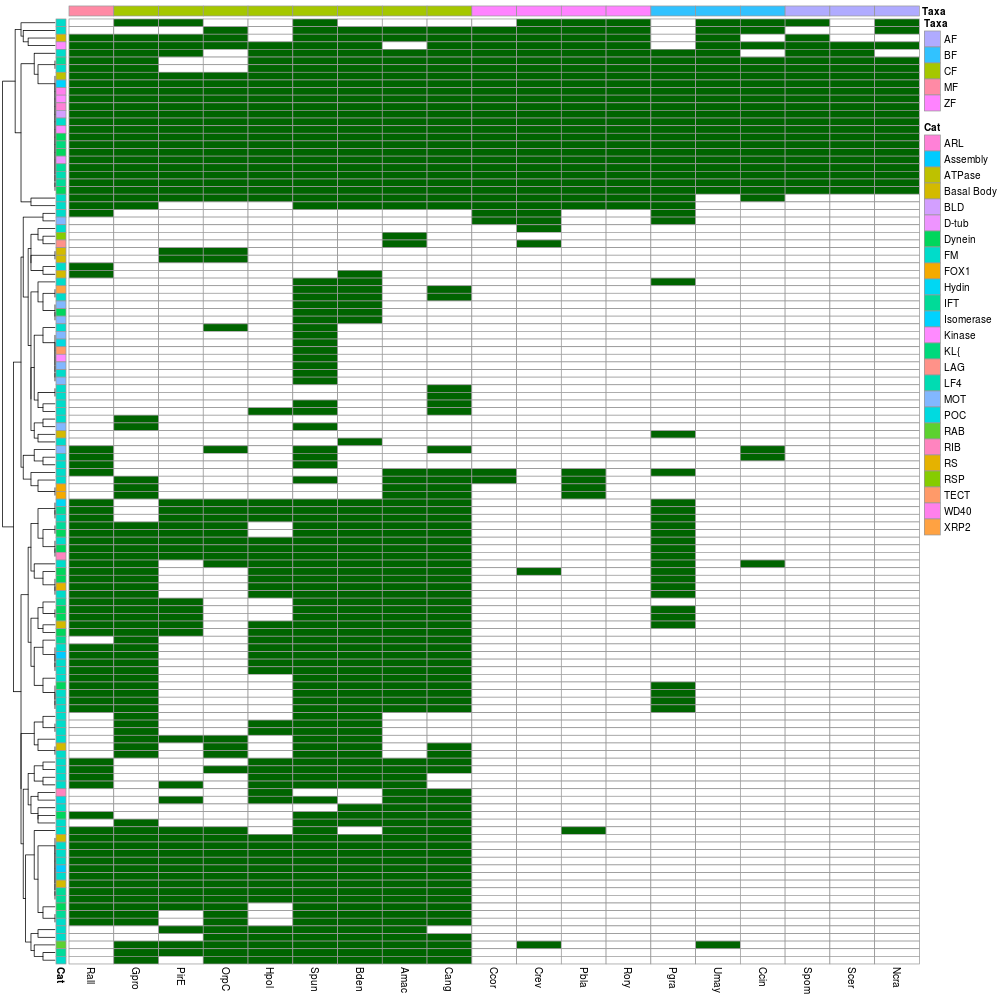 Taxa
Taxa
AF
BF
CF
MF
ZF
Cat
ARL
Assembly
ATPase
Basal Body
BLD
D-tub
Dynein
FM
FOX1
Hydin
IFT
Isomerase
Kinase
KL(
LAG
LF4
MOT
POC
RAB
RIB
RS
RSP
TECT
WD40
XRP2
Cat
Rall
Gpro
PirE
OrpC
Hpol
Spun
Bden
Amac
Cang
Ccor
Crev
Pbla
Rory
Pgra
Umay
Ccin
Spom
Scer
Ncra